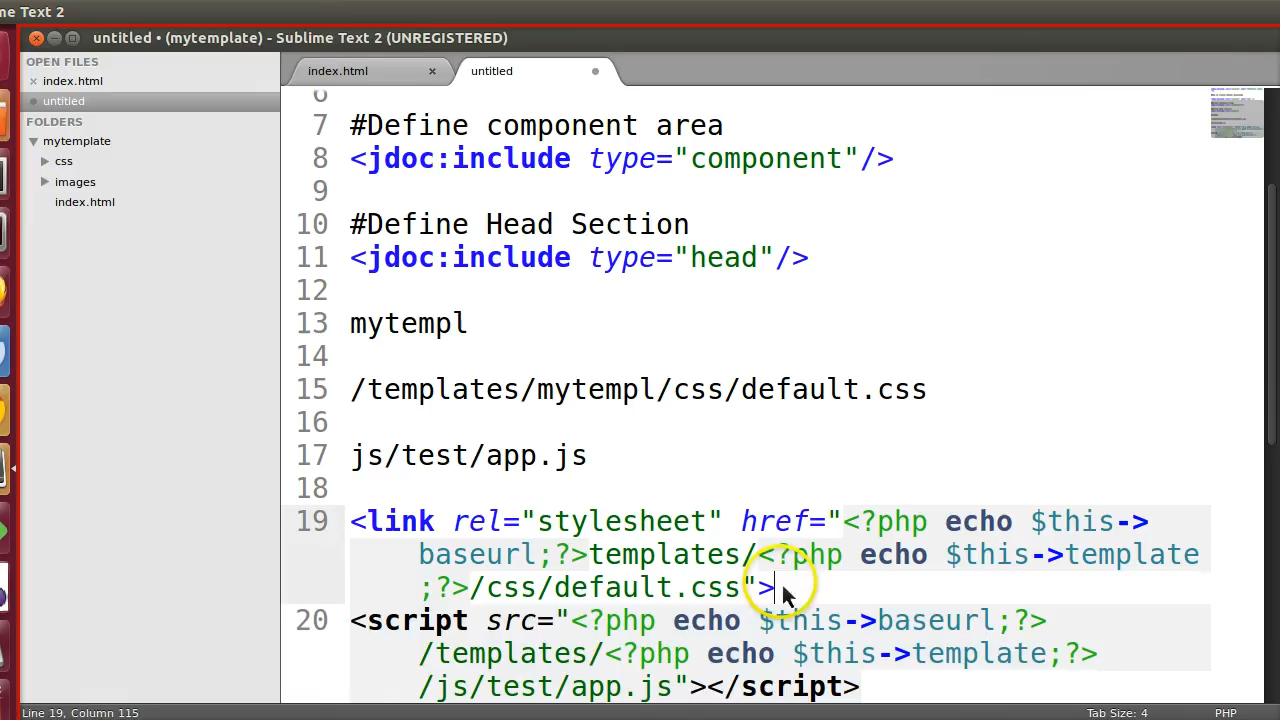 me Text 2
untitled • (mytemplate) - Sublime Text 2 (UNREGISTERED)
OPEN FILES
index.html
untitled
FOLDERS
mytemplate
css
images
index.html
index.html
untitled
6
7 #Define component area
8 <jdoc:include type="component"/>
9
10 #Define Head Section
11 <jdoc:include type="head"/>
12
13 mytempl
14
15 /templates/mytempl/css/default.css
16
17 js/test/app.js
18
19 <link rel="stylesheet" href="<?php echo $this->
baseurl;?>templates/<?php echo $this->template
;?>/css/default.css">
20 <script src="<?php echo $this->baseurl;?>
/templates/<?php echo $this->template;?>
/js/test/app.js"></script>
Line 19, Column 115
Tab Size: 4
PHP